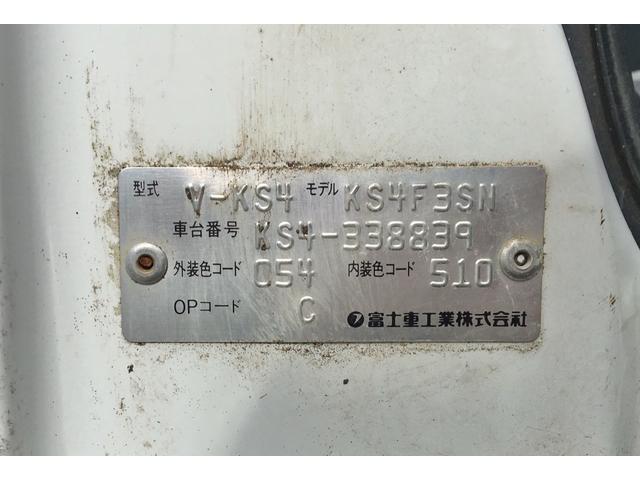 型式 V-KS4 モデル KS4F3SN
車台番号 KS4-338839
外装色コード 054 内装色コード 510
OPコード C 富士重工業株式会社